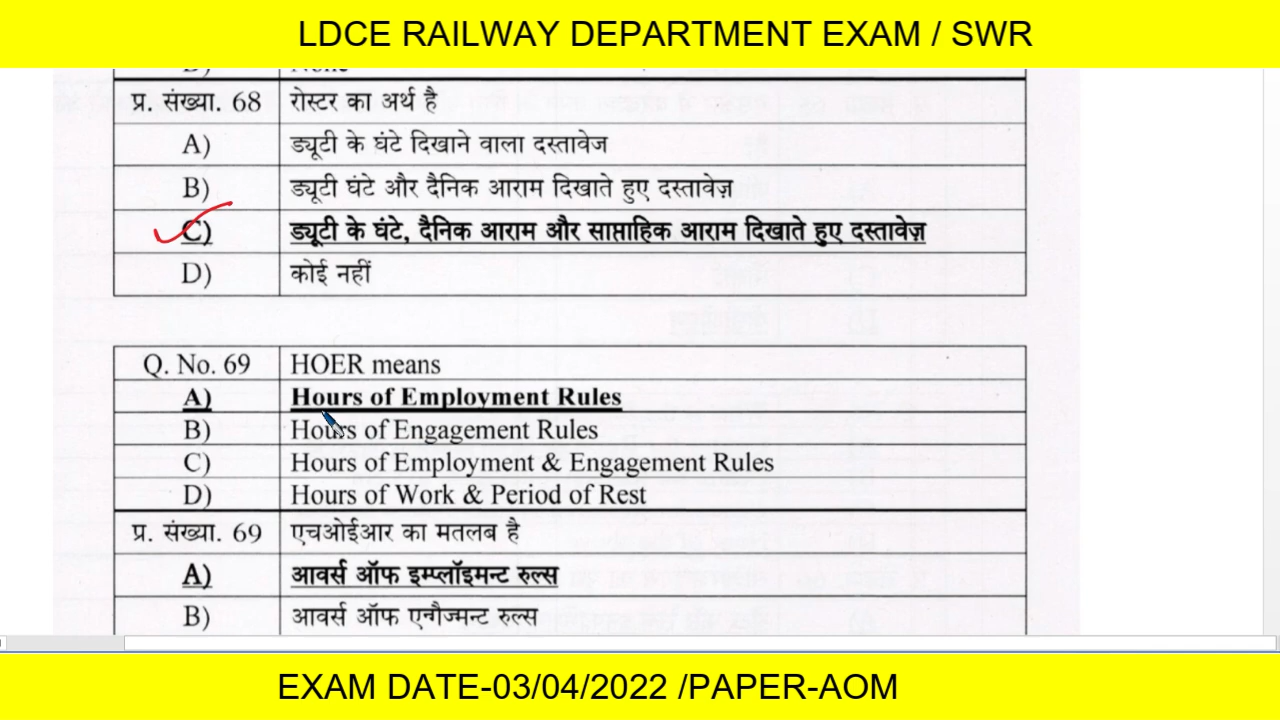 LDCE RAILWAY DEPARTMENT EXAM / SWR
प्र. संख्या. 68 रोस्टर का अर्थ है
A) ड्यूटी के घंटे दिखाने वाला दस्तावेज
B) ड्यूटी घंटे और दैनिक आराम दिखाते हुए दस्तावेज़
C) ड्यूटी के घंटे, दैनिक आराम और साप्ताहिक आराम दिखाते हुए दस्तावेज़
D) कोई नहीं
Q. No. 69 HOER means
A) Hours of Employment Rules
B) Hours of Engagement Rules
C) Hours of Employment & Engagement Rules
D) Hours of Work & Period of Rest
प्र. संख्या. 69 एचओईआर का मतलब है
A) आवर्स ऑफ इम्प्लॉइमन्ट रुल्स
B) आवर्स ऑफ एन्गैज्मन्ट रुल्स
EXAM DATE-03/04/2022 /PAPER-AOM